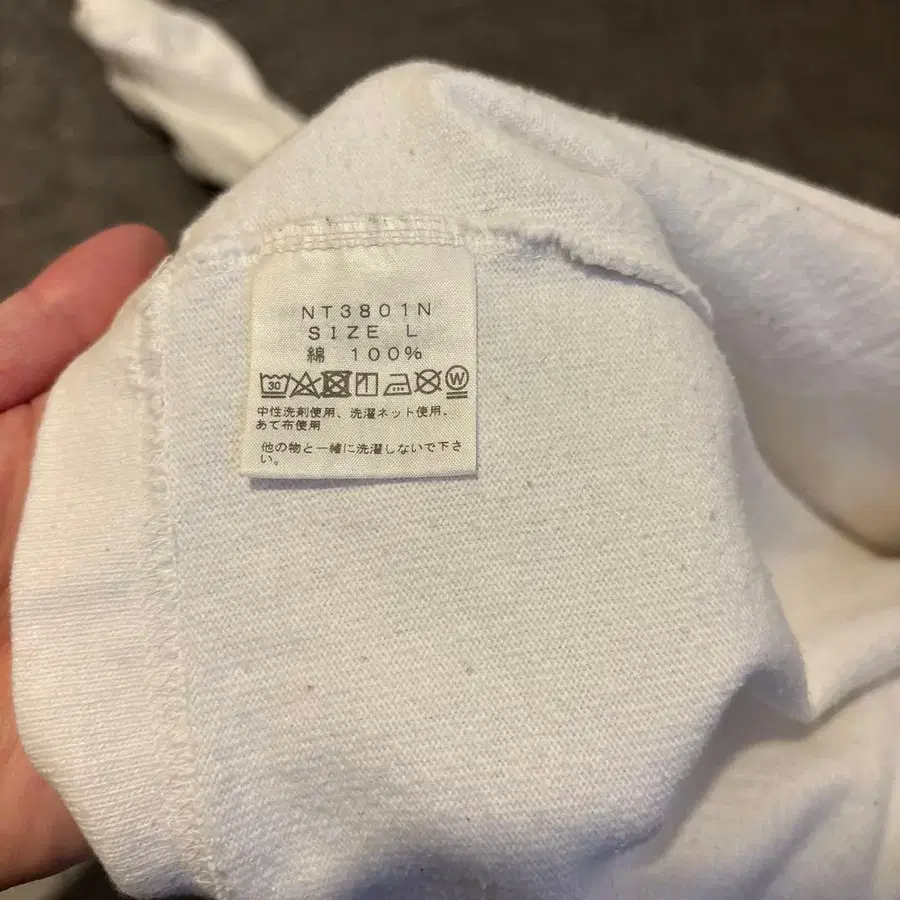 NT3801N
SIZE L
綿 100%
30 W
中性洗剤使用、洗濯ネット使用、
あて布使用
他の物と一緒に洗濯しないで下さ
い。